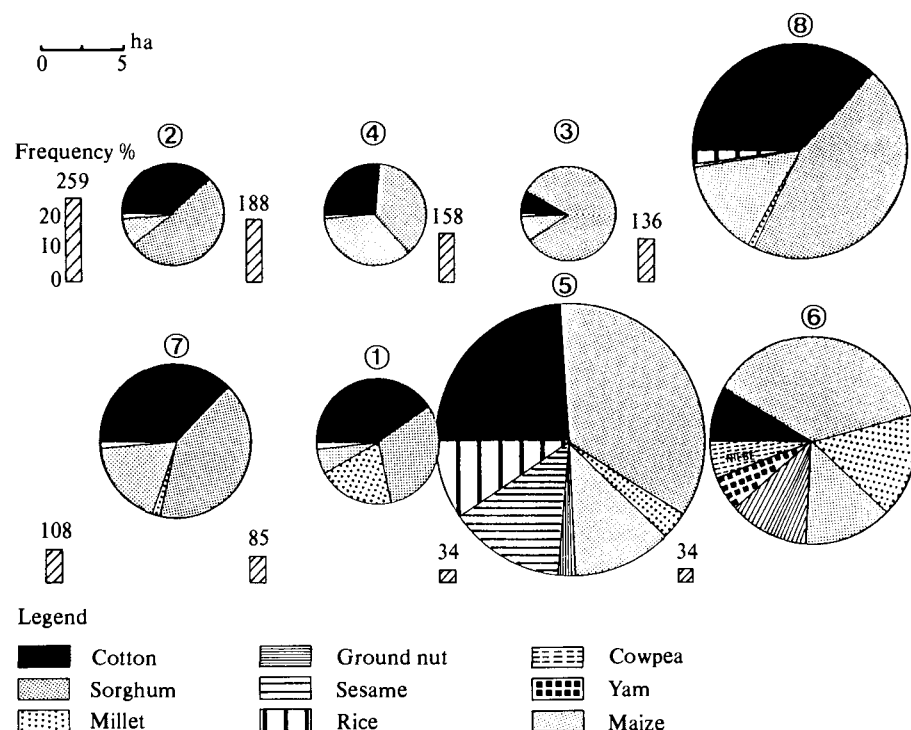 ha
0 5
⑧
② ④ ③
Frequency %
259
188
158
136
20
10
0
⑤
⑦ ① ⑥
108
85
34
34
Legend
Cotton Ground nut Cowpea
Sorghum Sesame Yam
Millet Rice Maize